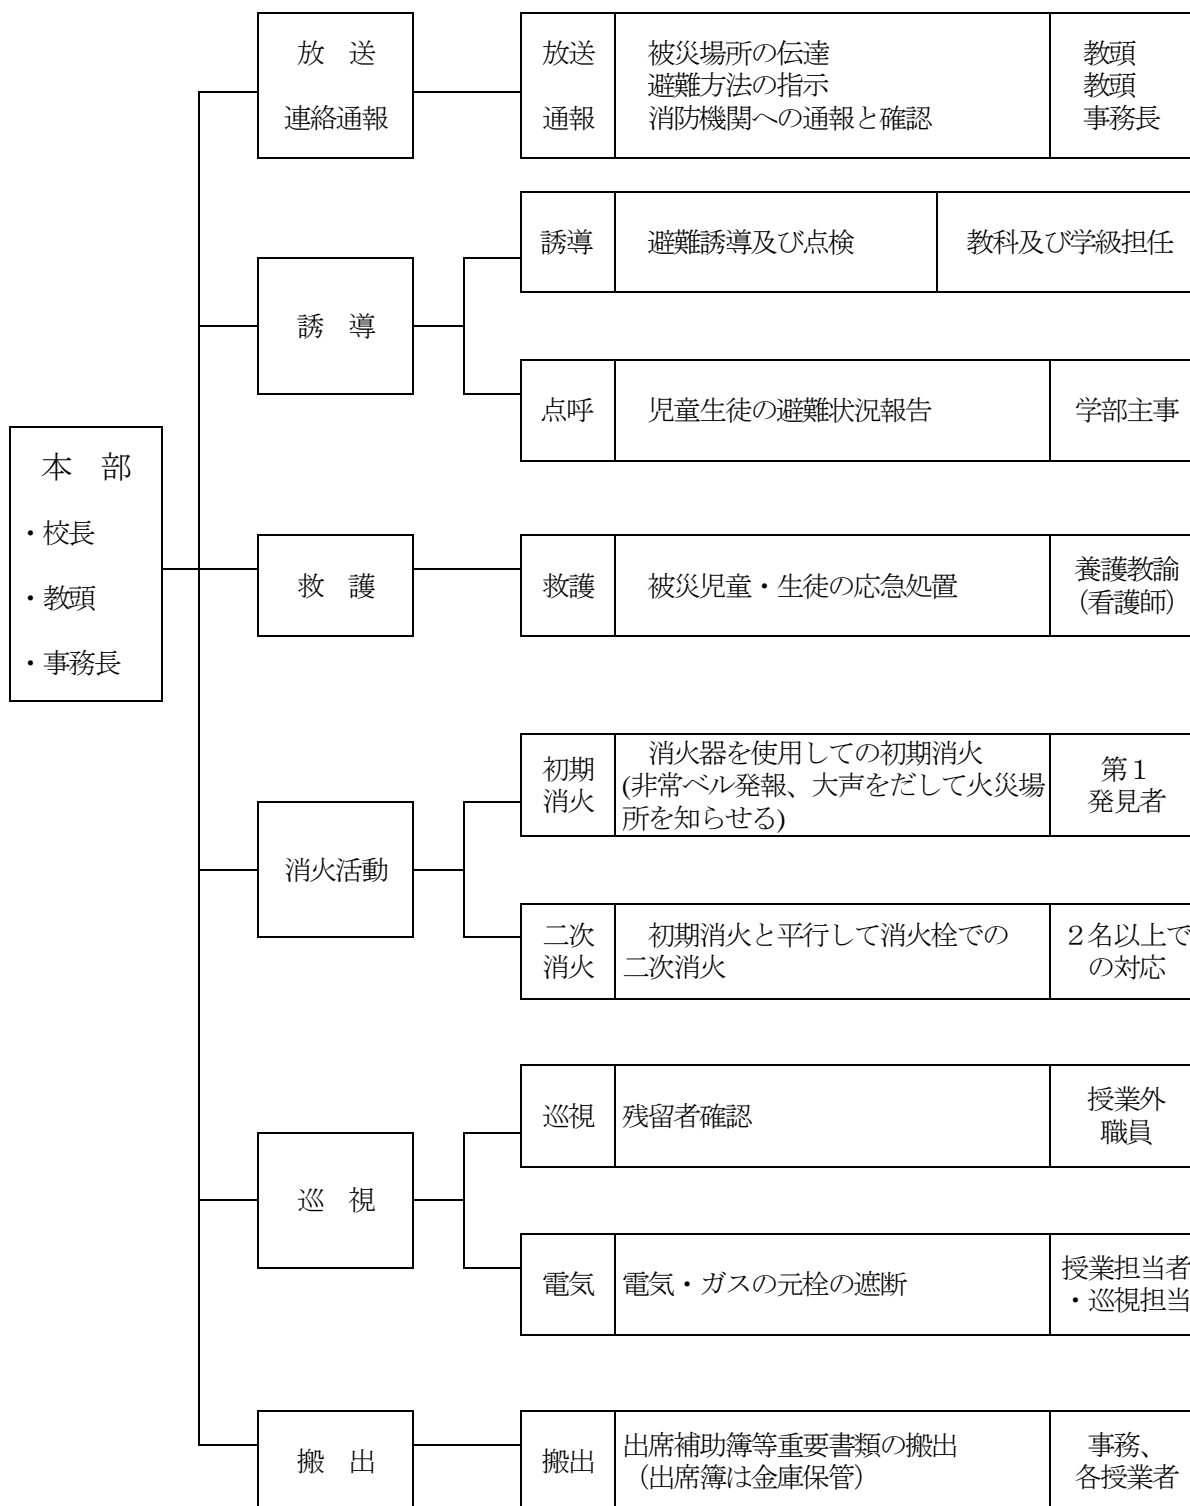 放　送
連絡通報
放送
通報
被災場所の伝達
避難方法の指示
消防機関への通報と確認
教頭
教頭
事務長
誘　導
誘導
避難誘導及び点検
教科及び学級担任
点呼
児童生徒の避難状況報告
学部主事
本　部
・校長
・教頭
・事務長
救　護
救護
被災児童・生徒の応急処置
養護教諭
（看護師）
消火活動
初期
消火
消火器を使用しての初期消火
(非常ベル発報、大声をだして火災場
所を知らせる)
第１
発見者
二次
消火
初期消火と平行して消火栓での
二次消火
２名以上で
の対応
巡　視
巡視
残留者確認
授業外
職員
電気
電気・ガスの元栓の遮断
授業担当者
・巡視担当
搬　出
搬出
出席補助簿等重要書類の搬出
（出席簿は金庫保管）
事務、
各授業者